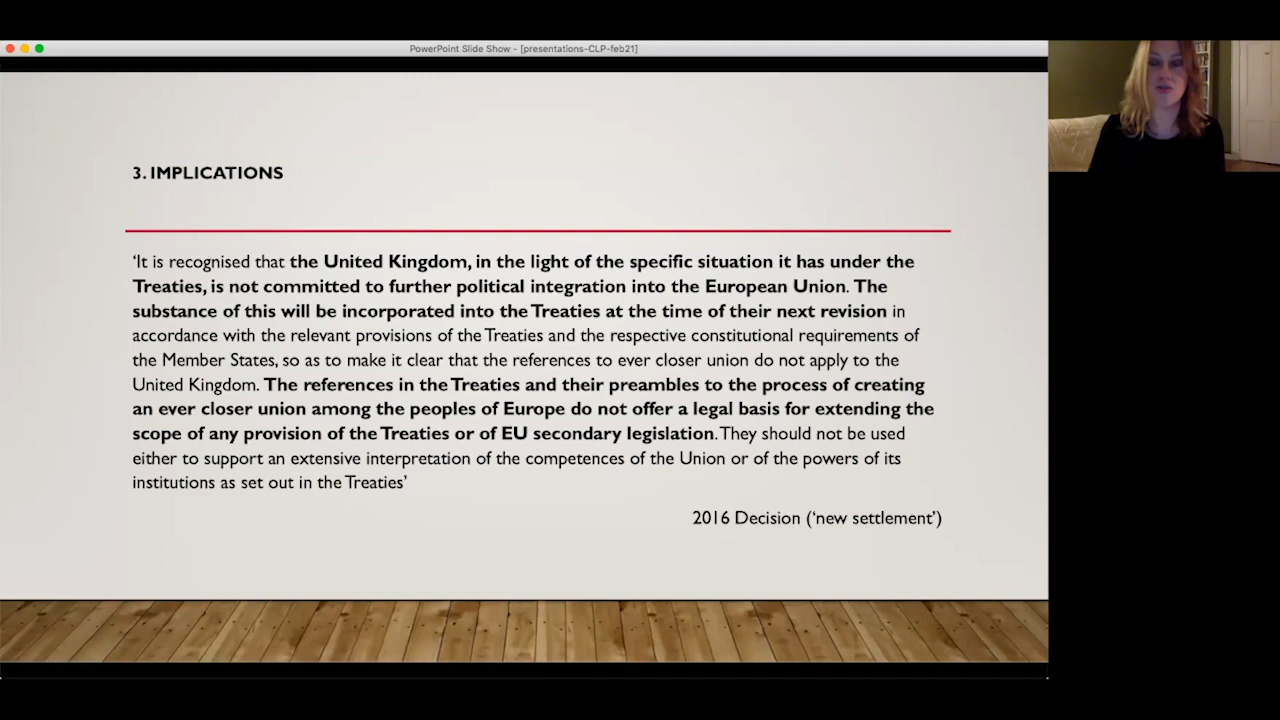 PowerPoint Slide Show - [presentations-CLP-feb21]
3. IMPLICATIONS
‘It is recognised that the United Kingdom, in the light of the specific situation it has under the
Treaties, is not committed to further political integration into the European Union. The
substance of this will be incorporated into the Treaties at the time of their next revision in
accordance with the relevant provisions of the Treaties and the respective constitutional requirements of
the Member States, so as to make it clear that the references to ever closer union do not apply to the
United Kingdom. The references in the Treaties and their preambles to the process of creating
an ever closer union among the peoples of Europe do not offer a legal basis for extending the
scope of any provision of the Treaties or of EU secondary legislation. They should not be used
either to support an extensive interpretation of the competences of the Union or of the powers of its
institutions as set out in the Treaties’
2016 Decision (‘new settlement’)